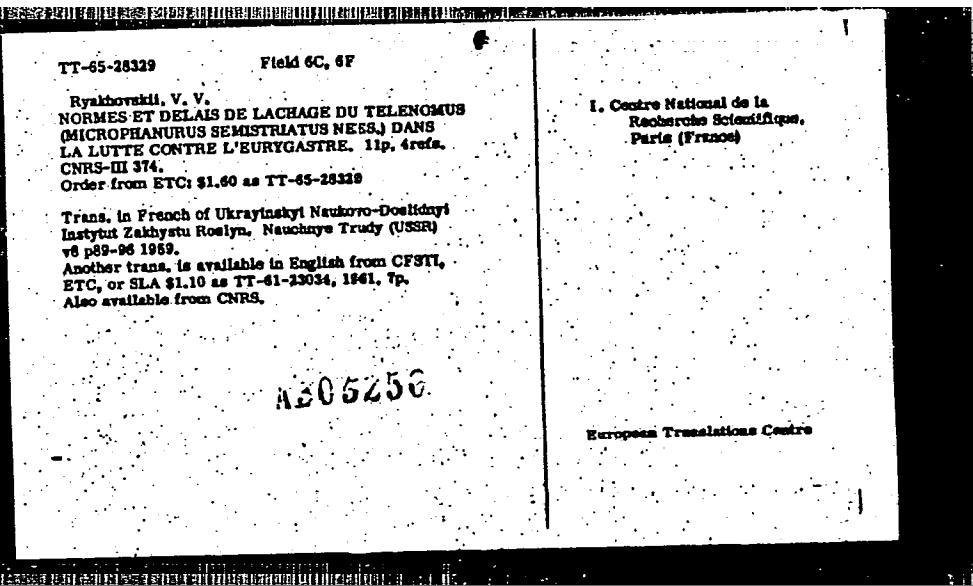 TT-65-28329 Field 6C, 6F
Ryakhovskii, V. V.
NORMES ET DELAIS DE LACHAGE DU TELENOMUS
(MICROPHANURUS SEMISTRIATUS NEES.) DANS
LA LUTTE CONTRE L'EURYGASTRE. 11p, 4refs.
CNRS-III 374.
Order from ETC: $1.60 as TT-65-28329
Trans. in French of Ukrayinskyi Naukovo-Doslidnyi
Instytut Zakhystu Roslyn. Nauchnye Trudy (USSR)
v8 p89-96 1959.
Another trans. is available in English from CFSTI,
ETC, or SLA $1.10 as TT-61-23034, 1961, 7p.
Also available from CNRS.
I. Centre National de la
Recherche Scientifique,
Paris (France)
European Translations Centre